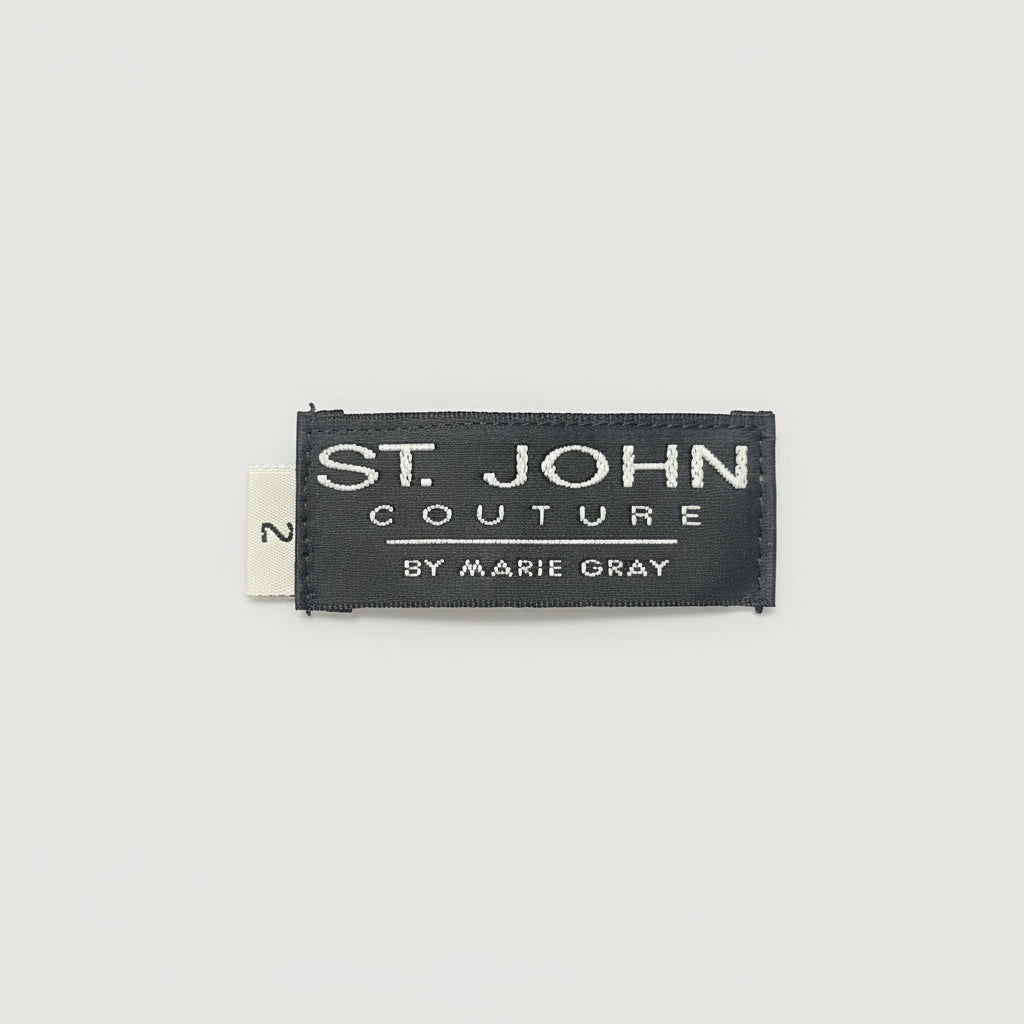 ST. JOHN
COUTURE
BY MARIE GRAY
2